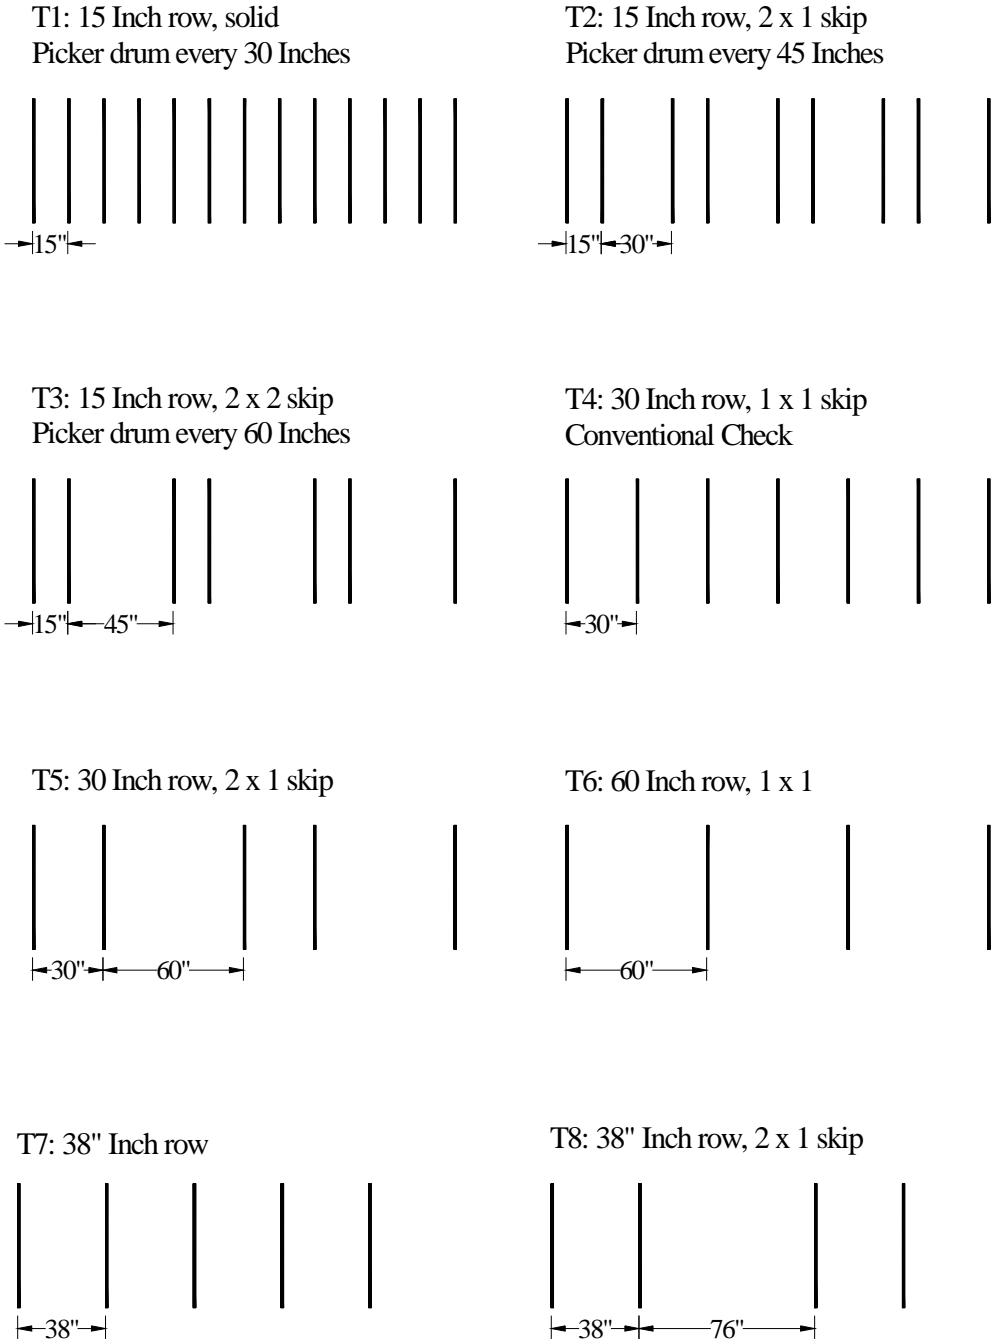 T1: 15 Inch row, solid
Picker drum every 30 Inches
15"
T2: 15 Inch row, 2 x 1 skip
Picker drum every 45 Inches
15"
30"
T3: 15 Inch row, 2 x 2 skip
Picker drum every 60 Inches
15"
45"
T4: 30 Inch row, 1 x 1 skip
Conventional Check
30"
T5: 30 Inch row, 2 x 1 skip
30"
60"
T6: 60 Inch row, 1 x 1
60"
T7: 38" Inch row
38"
T8: 38" Inch row, 2 x 1 skip
38"
76"